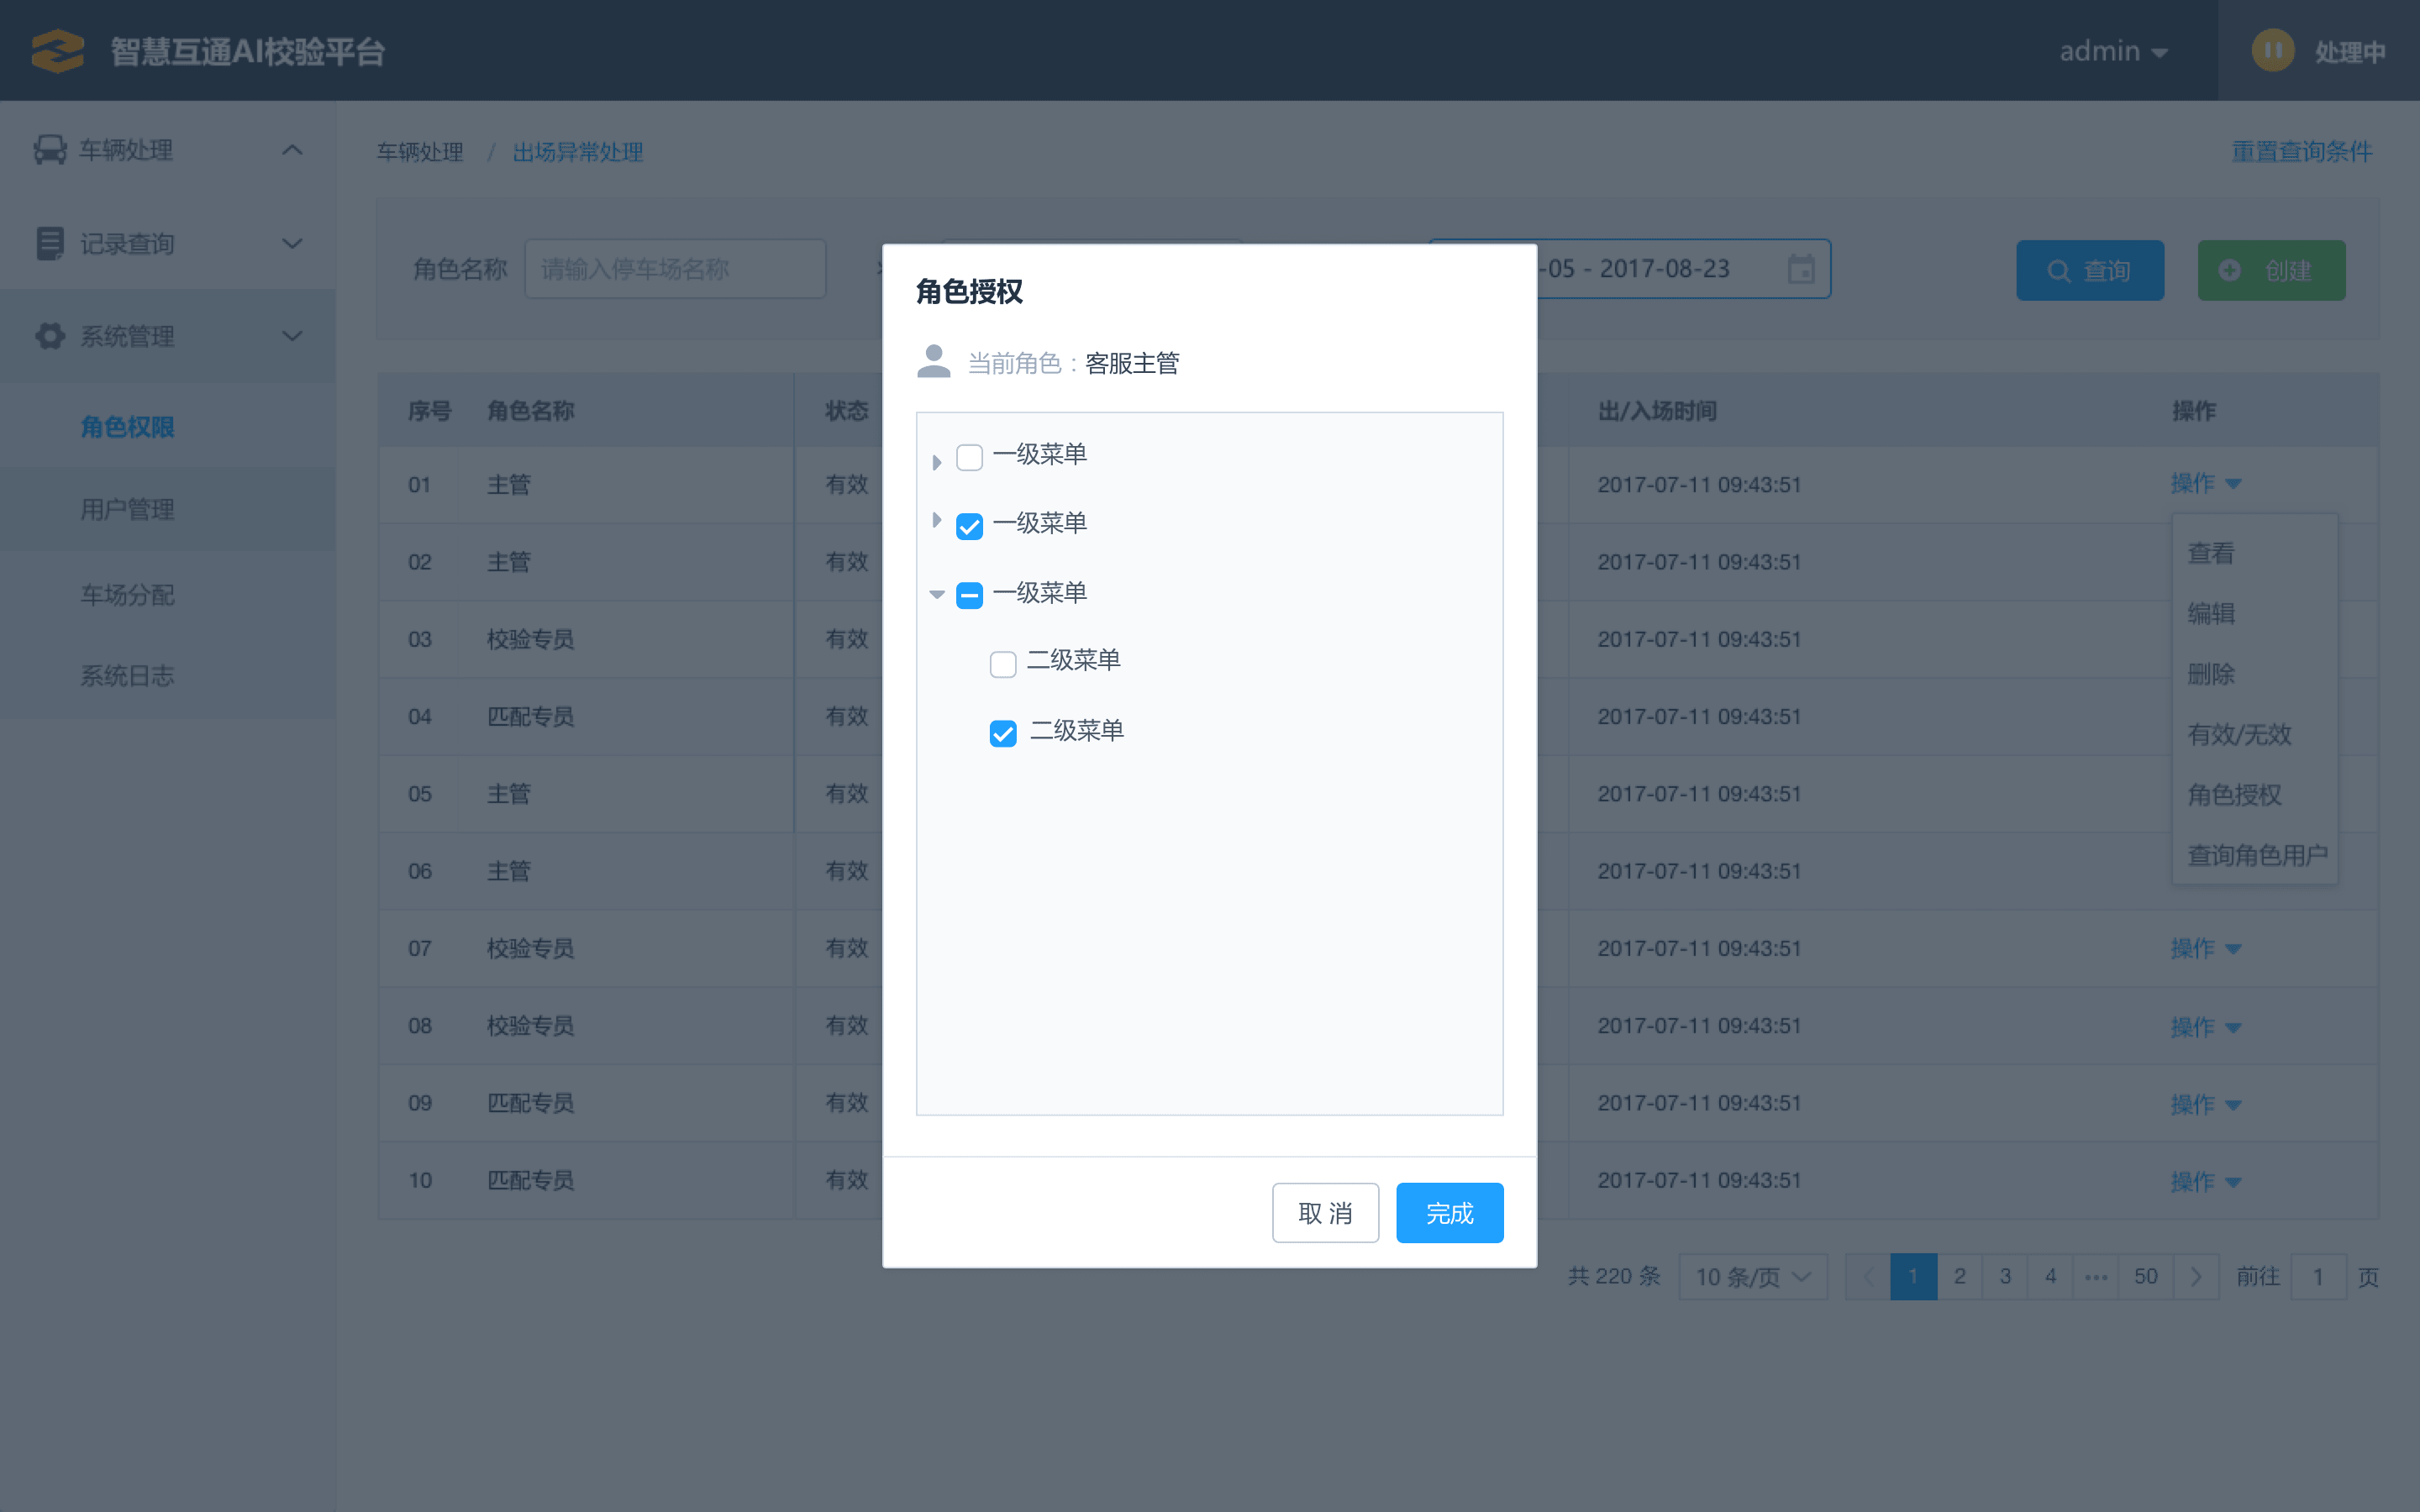 智慧互通AI校验平台
admin
处理中
车辆处理
记录查询
系统管理
角色权限
用户管理
车场分配
系统日志
车辆处理 / 出场异常处理
重置查询条件
角色名称 请输入停车场名称
-05 - 2017-08-23
查询
创建
序号 角色名称 状态 出/入场时间 操作
01 主管 有效 2017-07-11 09:43:51 操作
02 主管 有效 2017-07-11 09:43:51
03 校验专员 有效 2017-07-11 09:43:51
04 匹配专员 有效 2017-07-11 09:43:51
05 主管 有效 2017-07-11 09:43:51
06 主管 有效 2017-07-11 09:43:51
07 校验专员 有效 2017-07-11 09:43:51 操作
08 校验专员 有效 2017-07-11 09:43:51 操作
09 匹配专员 有效 2017-07-11 09:43:51 操作
10 匹配专员 有效 2017-07-11 09:43:51 操作
查看
编辑
删除
有效/无效
角色授权
查询角色用户
共 220 条 10 条/页 1 2 3 4 ••• 50 前往 1 页
角色授权
当前角色：客服主管
一级菜单
一级菜单
一级菜单
二级菜单
二级菜单
取 消
完成